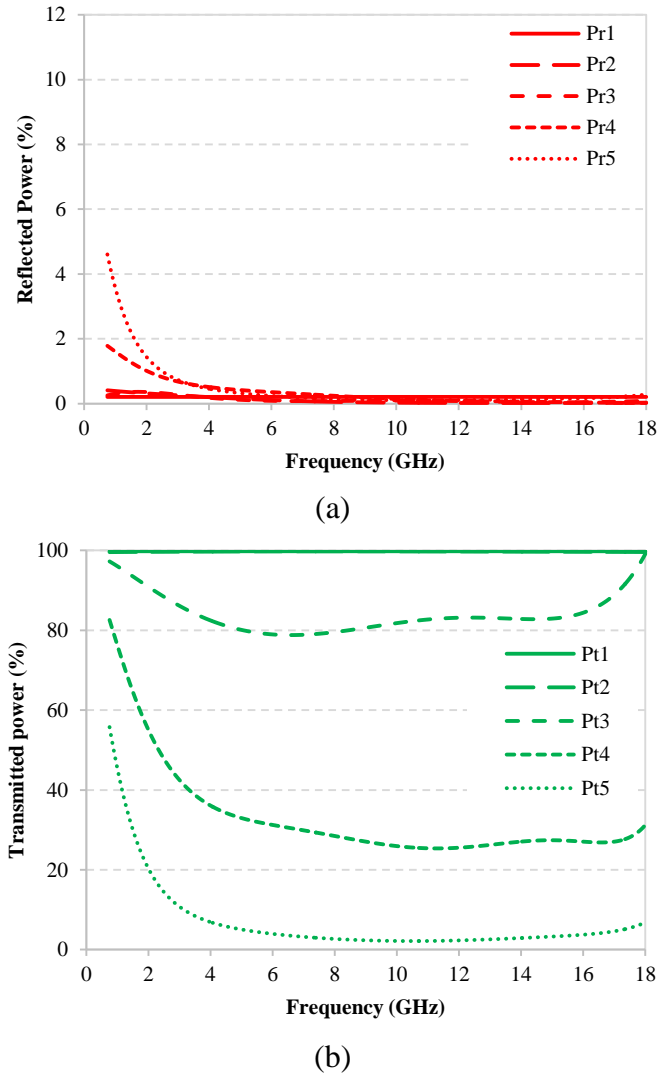 12
10
8
6
4
2
0
Reflected Power (%)
Pr1
Pr2
Pr3
Pr4
Pr5
0 2 4 6 8 10 12 14 16 18
Frequency (GHz)
(a)
100
80
60
40
20
0
Transmitted power (%)
Pt1
Pt2
Pt3
Pt4
Pt5
0 2 4 6 8 10 12 14 16 18
Frequency (GHz)
(b)